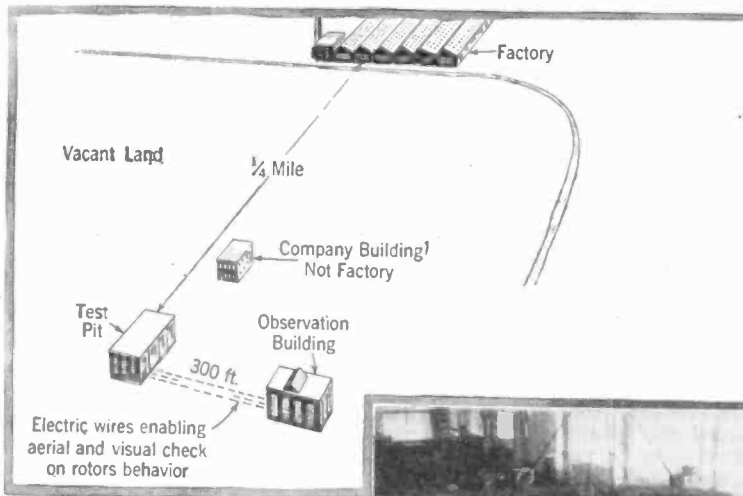 Factory
Vacant Land
¼ Mile
Company Building
Not Factory
Test
Pit
Observation
Building
300 ft.
Electric wires enabling
aerial and visual check
on rotors behavior